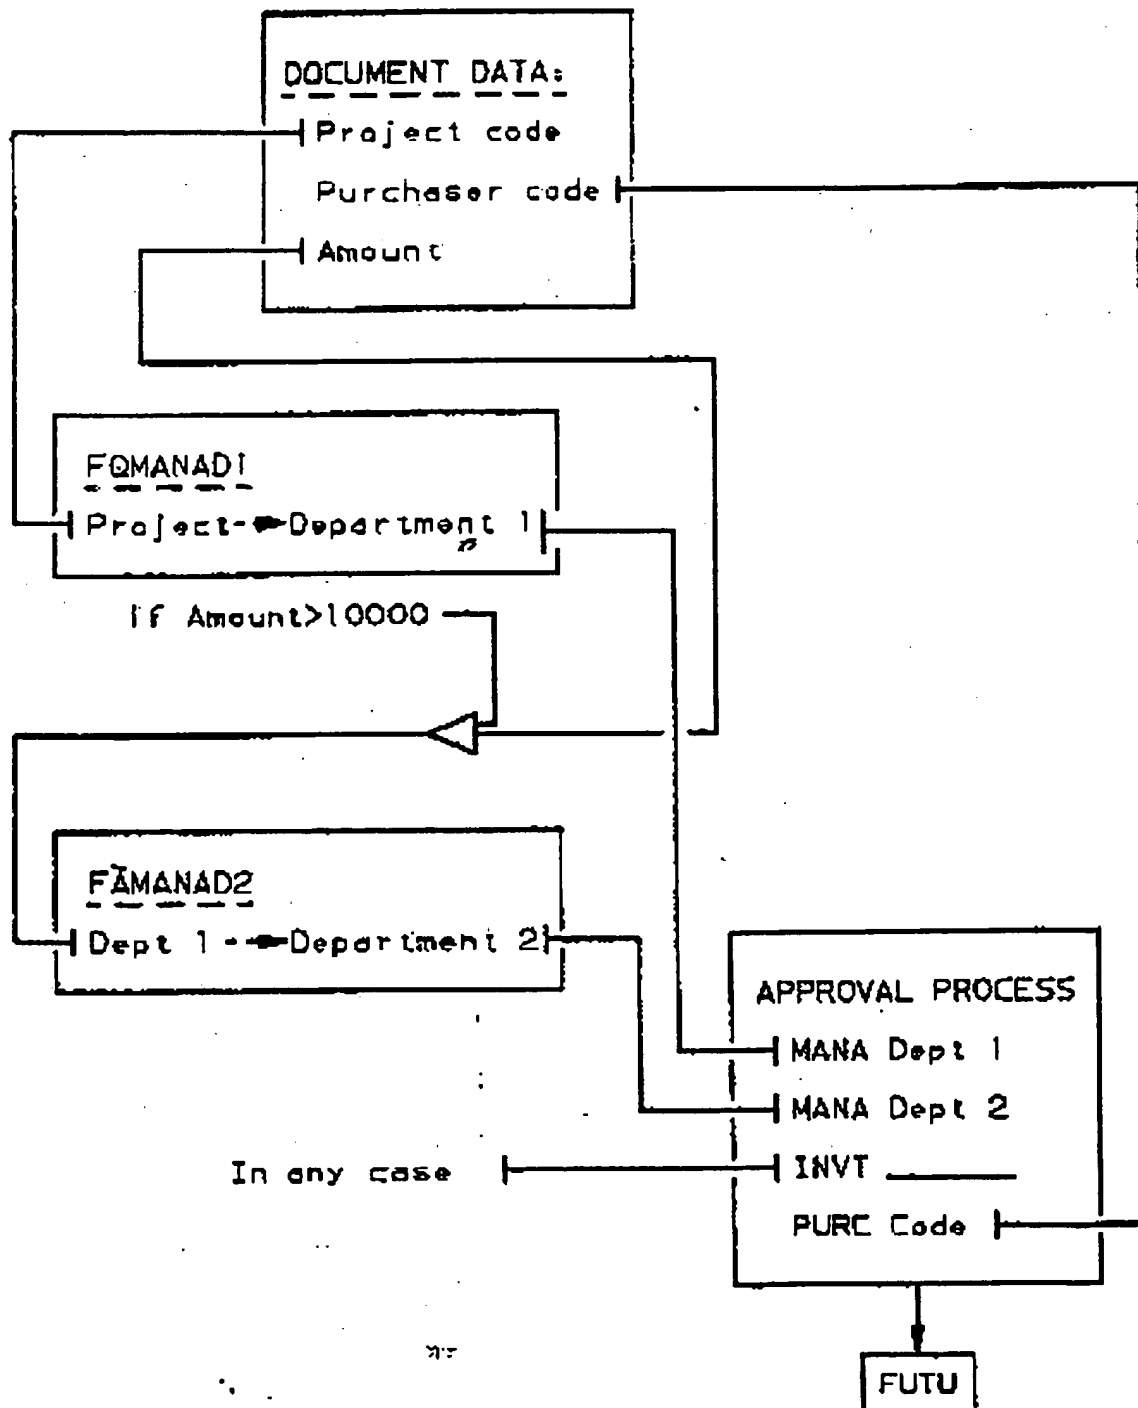 DOCUMENT DATA:
Project code
Purchaser code
Amount
FQMANAD1
Project Department 1
If Amount>10000
FAMANAD2
Dept 1 Department 2
APPROVAL PROCESS
MANA Dept 1
MANA Dept 2
In any case INVT
PURC Code
FUTU